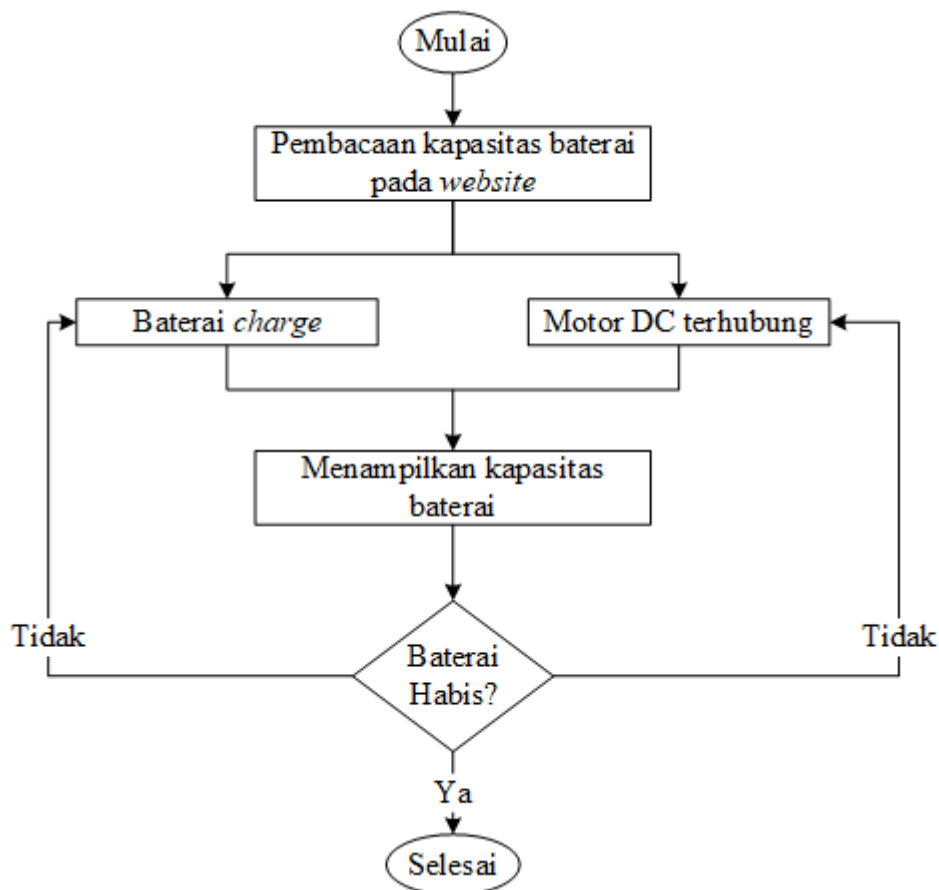 Mulai
Pembacaan kapasitas baterai
pada website
Baterai charge
Motor DC terhubung
Menampilkan kapasitas
baterai
Tidak
Tidak
Baterai
Habis?
Ya
Selesai